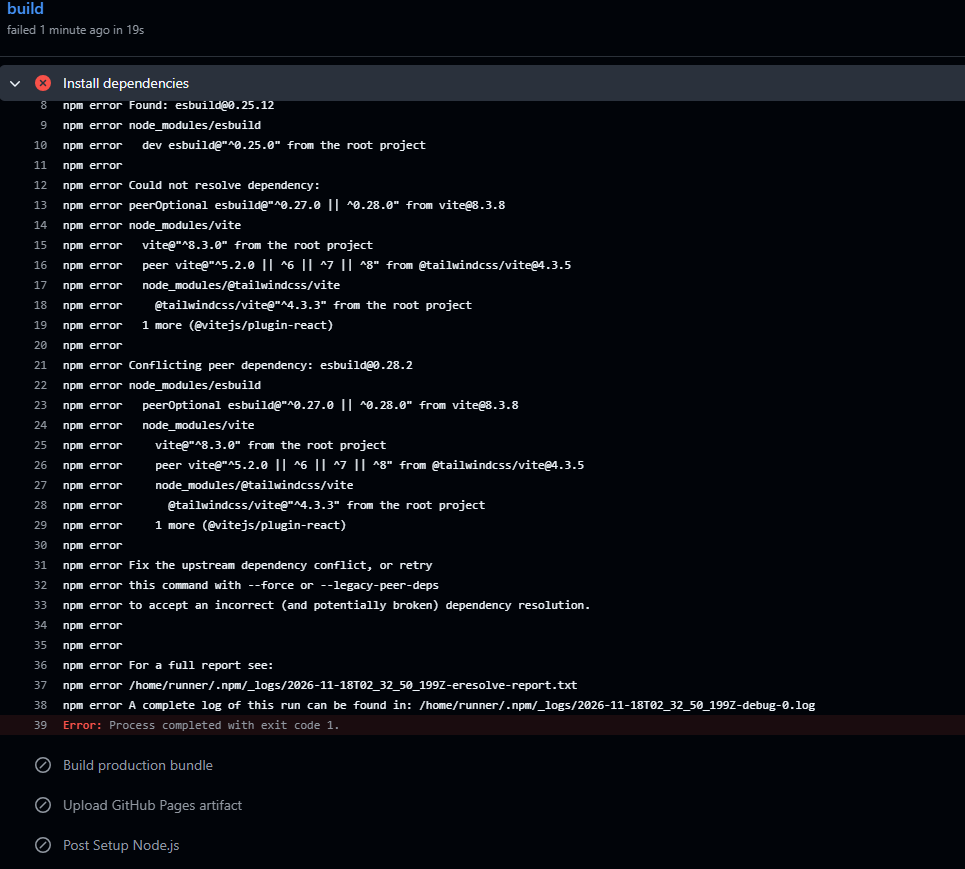 build
failed 1 minute ago in 19s
Install dependencies
8 npm error Found: esbuild@0.25.12
9 npm error node_modules/esbuild
10 npm error   dev esbuild@"^0.25.0" from the root project
11 npm error
12 npm error Could not resolve dependency:
13 npm error peerOptional esbuild@"^0.27.0 || ^0.28.0" from vite@8.3.8
14 npm error node_modules/vite
15 npm error   vite@"^8.3.0" from the root project
16 npm error   peer vite@"^5.2.0 || ^6 || ^7 || ^8" from @tailwindcss/vite@4.3.5
17 npm error   node_modules/@tailwindcss/vite
18 npm error     @tailwindcss/vite@"^4.3.3" from the root project
19 npm error   1 more (@vitejs/plugin-react)
20 npm error
21 npm error Conflicting peer dependency: esbuild@0.28.2
22 npm error node_modules/esbuild
23 npm error   peerOptional esbuild@"^0.27.0 || ^0.28.0" from vite@8.3.8
24 npm error   node_modules/vite
25 npm error     vite@"^8.3.0" from the root project
26 npm error     peer vite@"^5.2.0 || ^6 || ^7 || ^8" from @tailwindcss/vite@4.3.5
27 npm error     node_modules/@tailwindcss/vite
28 npm error       @tailwindcss/vite@"^4.3.3" from the root project
29 npm error     1 more (@vitejs/plugin-react)
30 npm error
31 npm error Fix the upstream dependency conflict, or retry
32 npm error this command with --force or --legacy-peer-deps
33 npm error to accept an incorrect (and potentially broken) dependency resolution.
34 npm error
35 npm error
36 npm error For a full report see:
37 npm error /home/runner/.npm/_logs/2026-11-18T02_32_50_199Z-eresolve-report.txt
38 npm error A complete log of this run can be found in: /home/runner/.npm/_logs/2026-11-18T02_32_50_199Z-debug-0.log
39 Error: Process completed with exit code 1.
Build production bundle
Upload GitHub Pages artifact
Post Setup Node.js